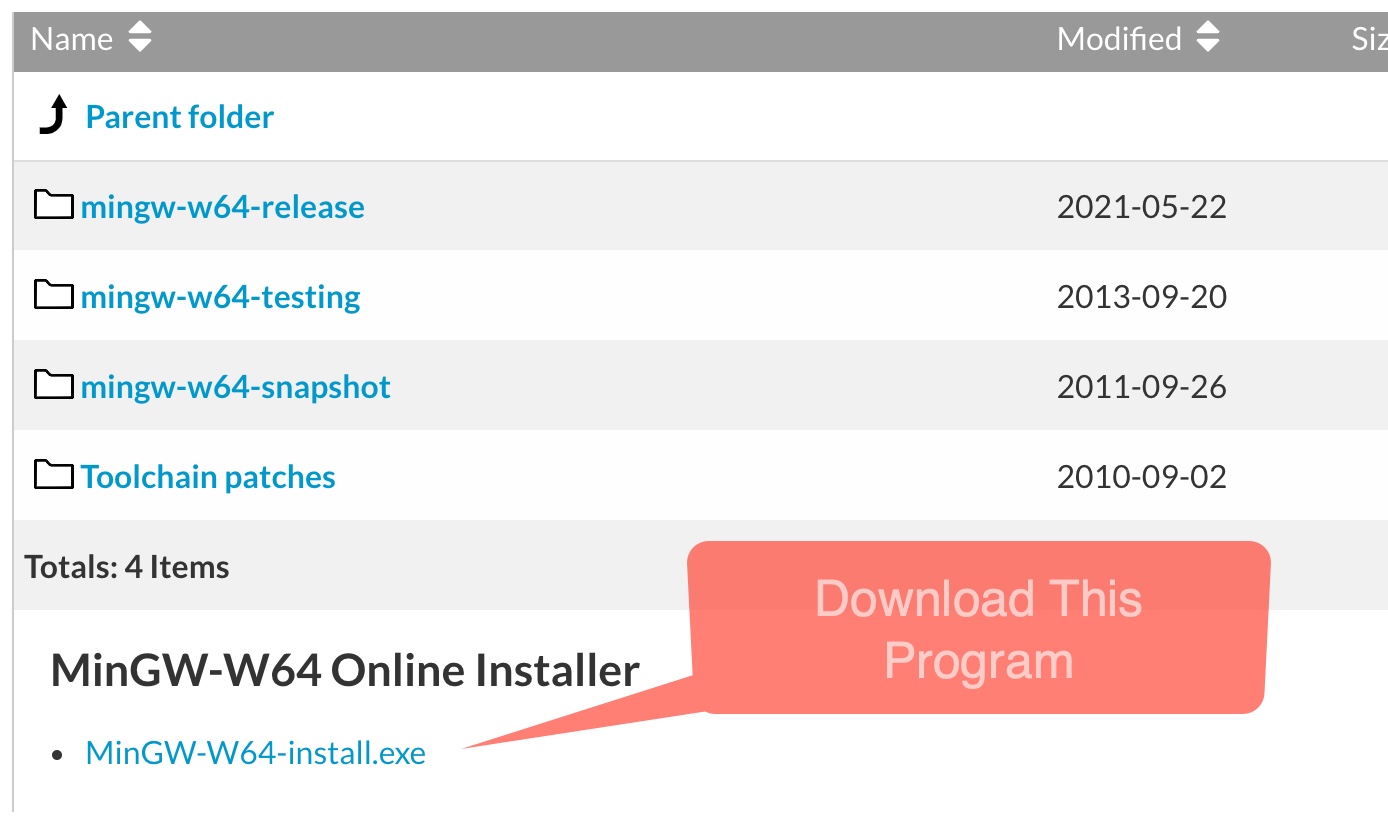 Name Modified Siz
Parent folder
mingw-w64-release 2021-05-22
mingw-w64-testing 2013-09-20
mingw-w64-snapshot 2011-09-26
Toolchain patches 2010-09-02
Totals: 4 Items
Download This
Program
MinGW-W64 Online Installer
• MinGW-W64-install.exe